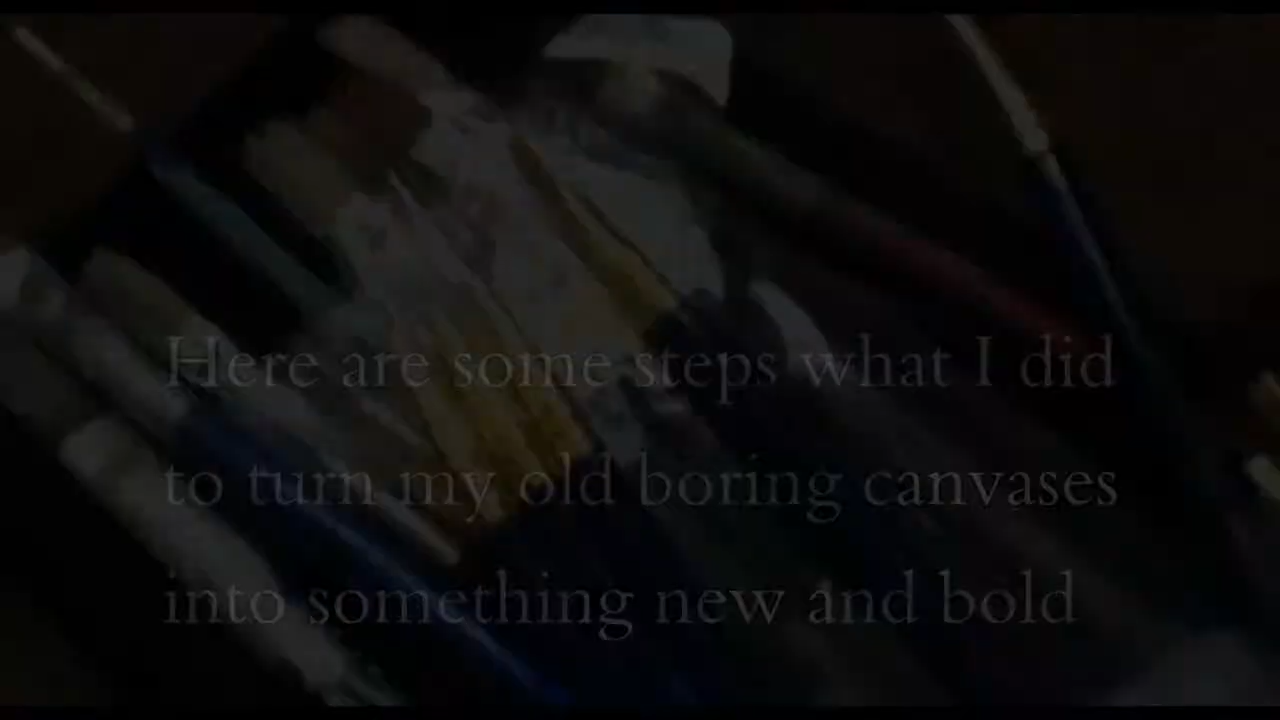 Here are some steps what I did
to turn my old boring canvases
into something new and bold